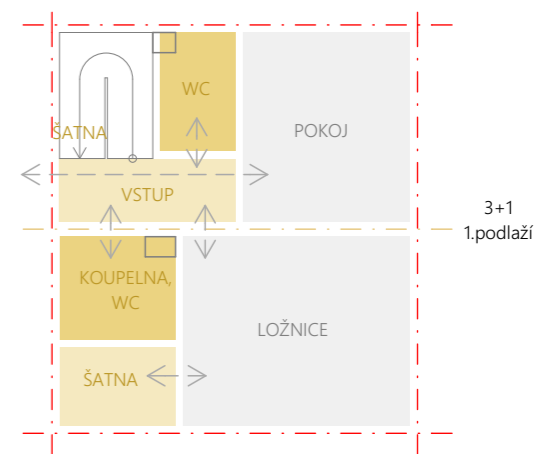 WC
ŠATNA
POKOJ
VSTUP
3+1
1.podlaží
KOUPELNA,
WC
LOŽNICE
ŠATNA